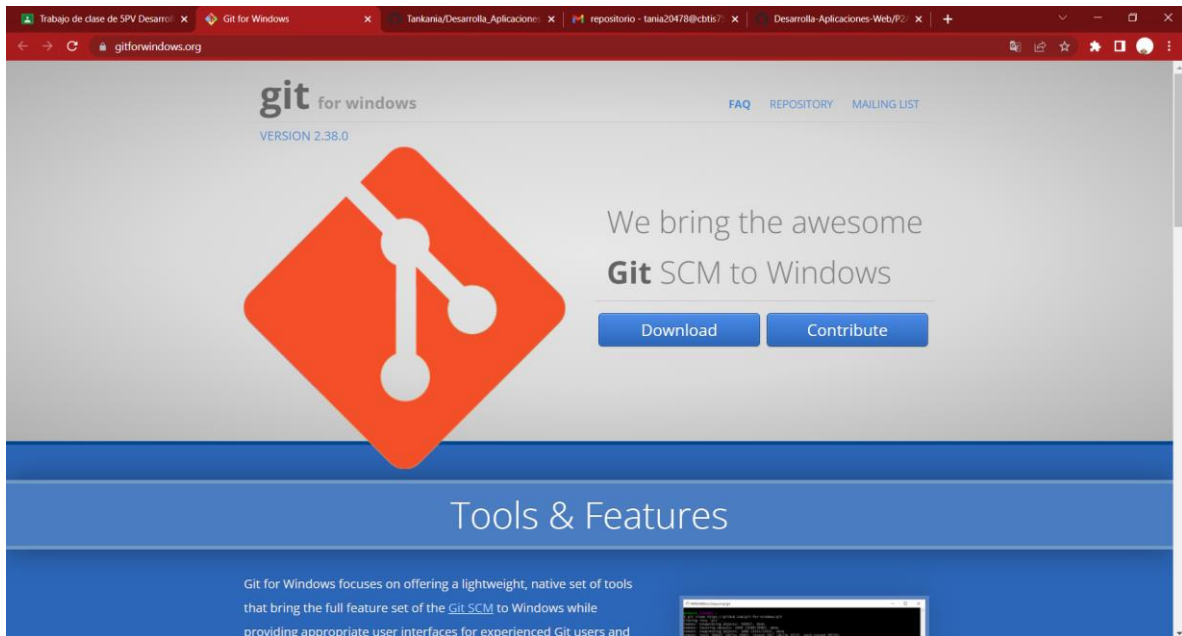 Trabajo de clase de 5PV Desarrol
Git for Windows
Tankania/Desarrolla_Aplicacione
repositorio - tania20478@cbtis7
Desarrolla-Aplicaciones-Web/P2/
gitforwindows.org
git for windows
FAQ REPOSITORY MAILING LIST
VERSION 2.38.0
We bring the awesome
Git SCM to Windows
Download Contribute
Tools & Features
Git for Windows focuses on offering a lightweight, native set of tools
that bring the full feature set of the Git SCM to Windows while
providing appropriate user interfaces for experienced Git users and